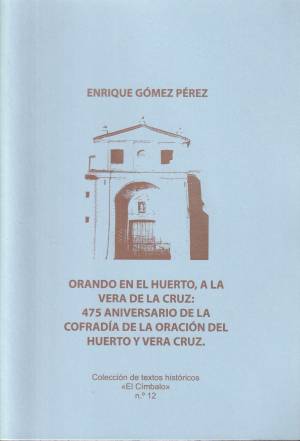 ENRIQUE GÓMEZ PÉREZ
ORANDO EN EL HUERTO, A LA
VERA DE LA CRUZ:
475 ANIVERSARIO DE LA
COFRADÍA DE LA ORACIÓN DEL
HUERTO Y VERA CRUZ.
Colección de textos históricos
«El Címbalo»
n.º 12